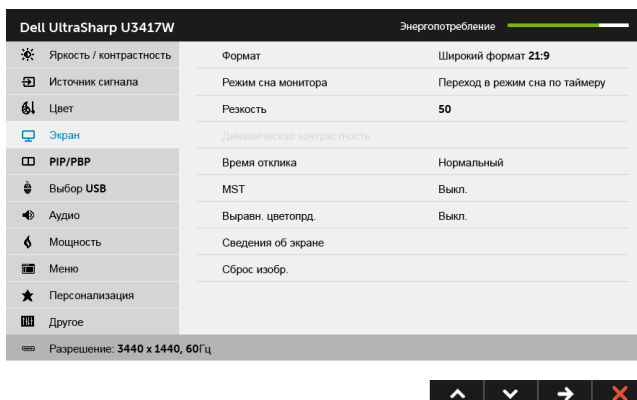 Dell UltraSharp U3417W
Энергопотребление
Яркость / контрастность
Формат
Широкий формат 21:9
Источник сигнала
Режим сна монитора
Переход в режим сна по таймеру
Цвет
Резкость
50
Экран
Динамическая контрастность
PIP/PBP
Время отклика
Нормальный
Выбор USB
MST
Выкл.
Аудио
Выравн. цветопрд.
Выкл.
Мощность
Сведения об экране
Меню
Сброс изобр.
Персонализация
Другое
Разрешение: 3440 x 1440, 60Гц